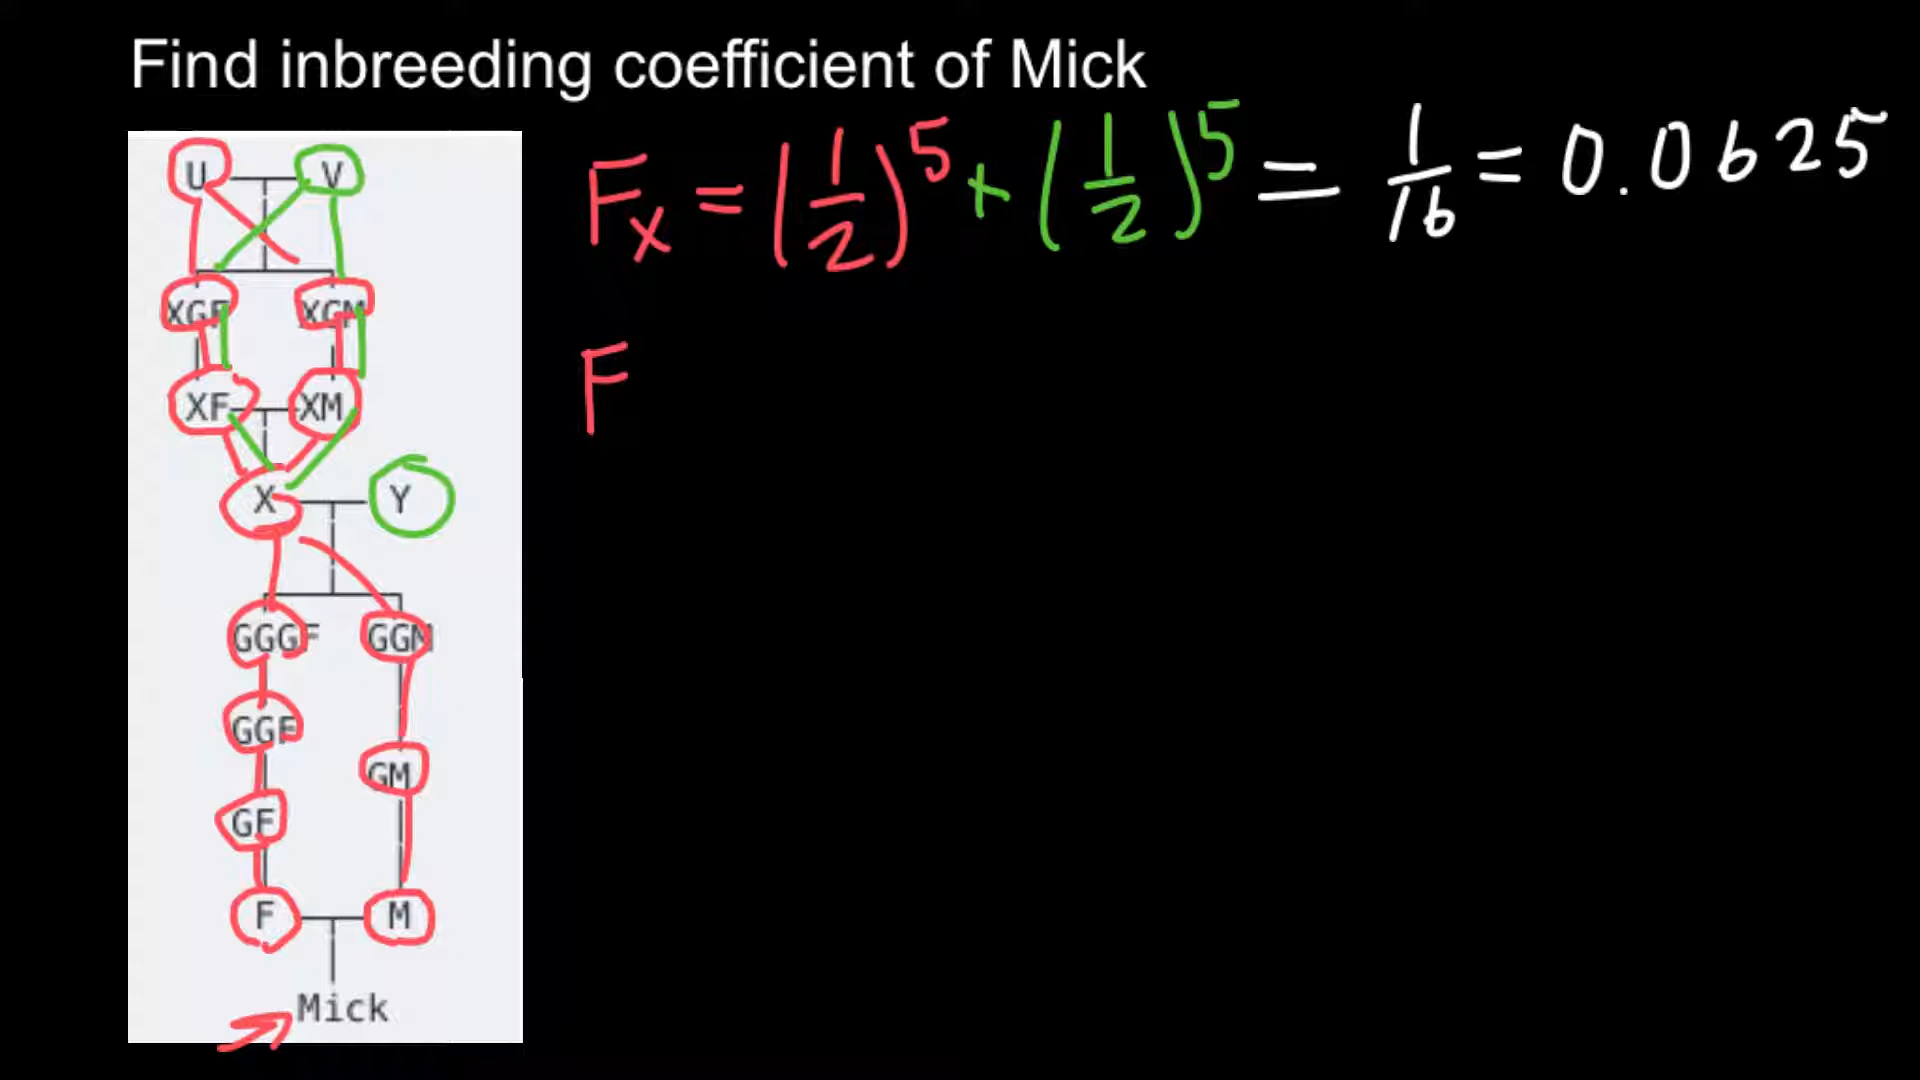 Find inbreeding coefficient of Mick
F_X = (1/2)^5 + (1/2)^5 = 1/16 = 0.0625
F
U V
XGF XGM
XF XM
X Y
GGGF GGM
GGF
GM
GF
F M
Mick